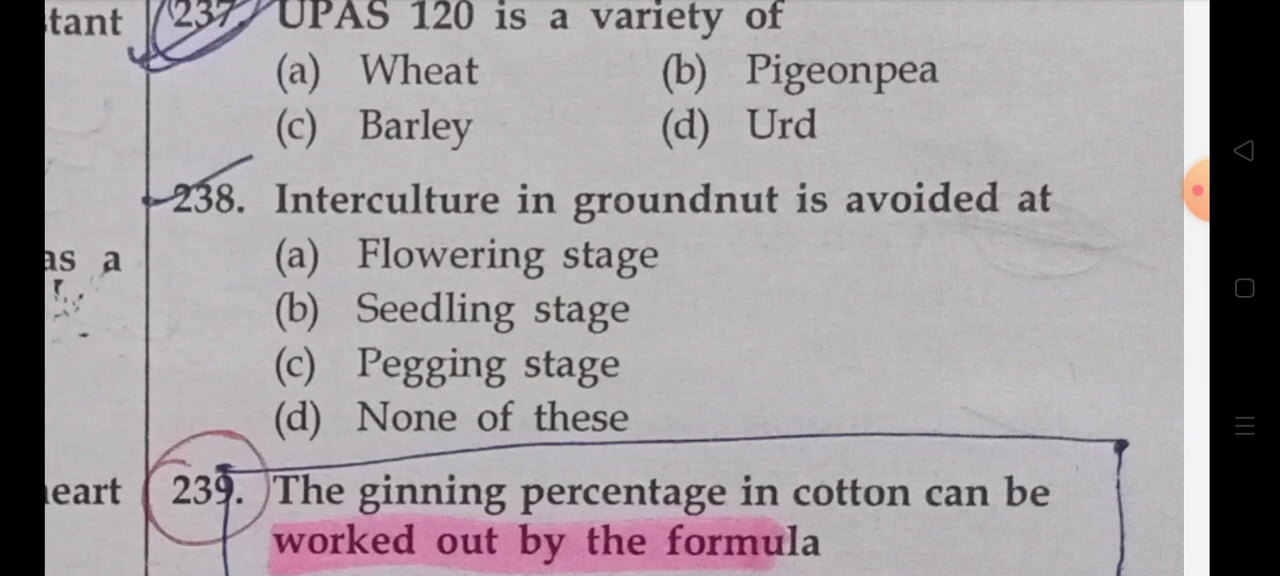 tant
237. UPAS 120 is a variety of
(a) Wheat (b) Pigeonpea
(c) Barley (d) Urd
238. Interculture in groundnut is avoided at
(a) Flowering stage
as a
(b) Seedling stage
(c) Pegging stage
(d) None of these
eart
239. The ginning percentage in cotton can be
worked out by the formula